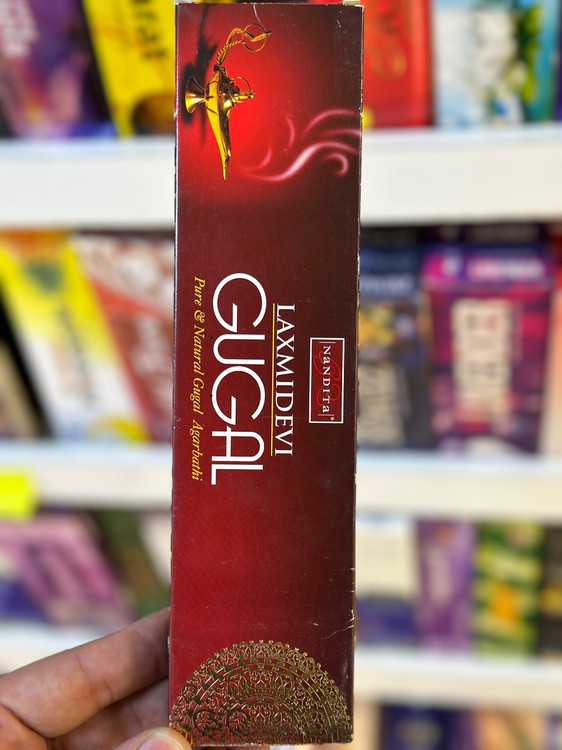 NANDITA®
LAXMIDEVI
GUGAL
Pure & Natural Gugal Agarbathi